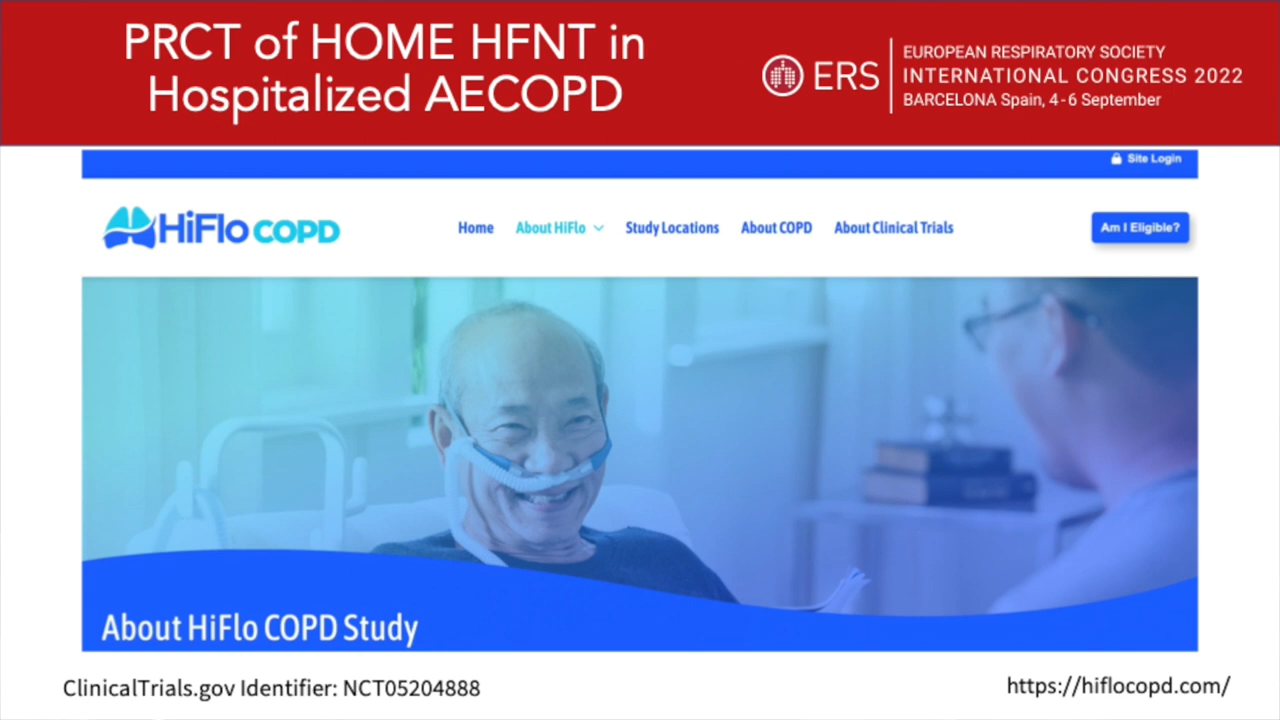 PRCT of HOME HFNT in
Hospitalized AECOPD
ERS
EUROPEAN RESPIRATORY SOCIETY
INTERNATIONAL CONGRESS 2022
BARCELONA Spain, 4-6 September
Site Login
HiFlo COPD
Home
About HiFlo
Study Locations
About COPD
About Clinical Trials
Am I Eligible?
About HiFlo COPD Study
ClinicalTrials.gov Identifier: NCT05204888
https://hiflocopd.com/